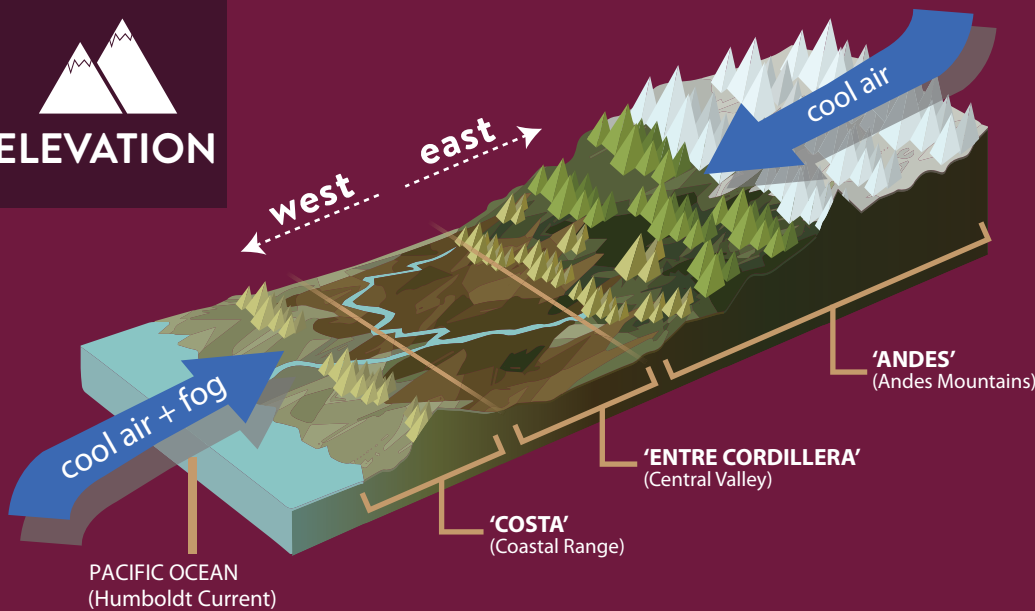 ELEVATION
west
east
cool air
cool air + fog
'ANDES'
(Andes Mountains)
'ENTRE CORDILLERA'
(Central Valley)
'COSTA'
(Coastal Range)
PACIFIC OCEAN
(Humboldt Current)